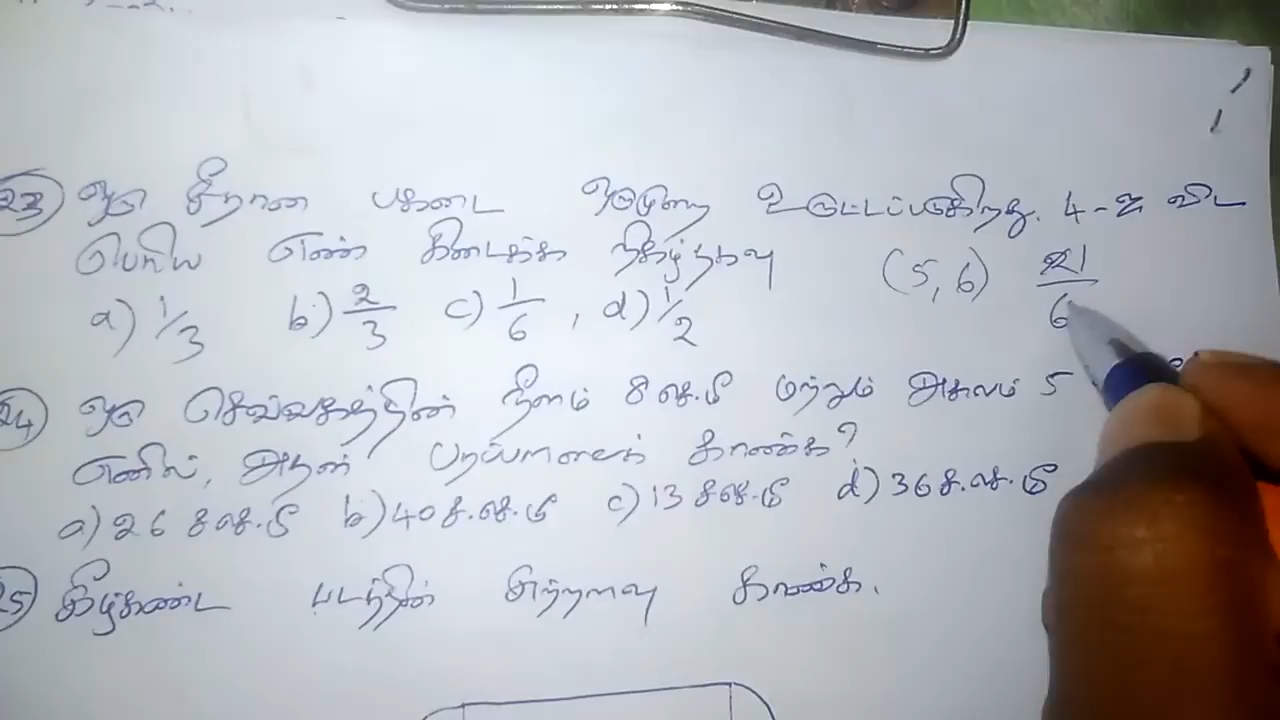 23) ஒரு சீரான பகடை ஒருமுறை உருட்டப்படுகிறது. 4-ஐ விட
பெரிய எண் கிடைக்க நிகழ்தகவு (5, 6) 21/6
a) 1/3 b) 2/3 c) 1/6 , d) 1/2
24) ஒரு செவ்வகத்தின் நீளம் 8 செ.மீ மற்றும் அகலம் 5
எனில், அதன் பரப்பளவைக் காண்க?
a) 26 ச.செ.மீ b) 40 ச.செ.மீ c) 13 ச.செ.மீ d) 36 ச.செ.மீ
25) கீழ்கண்ட படத்தின் சுற்றளவு காண்க.